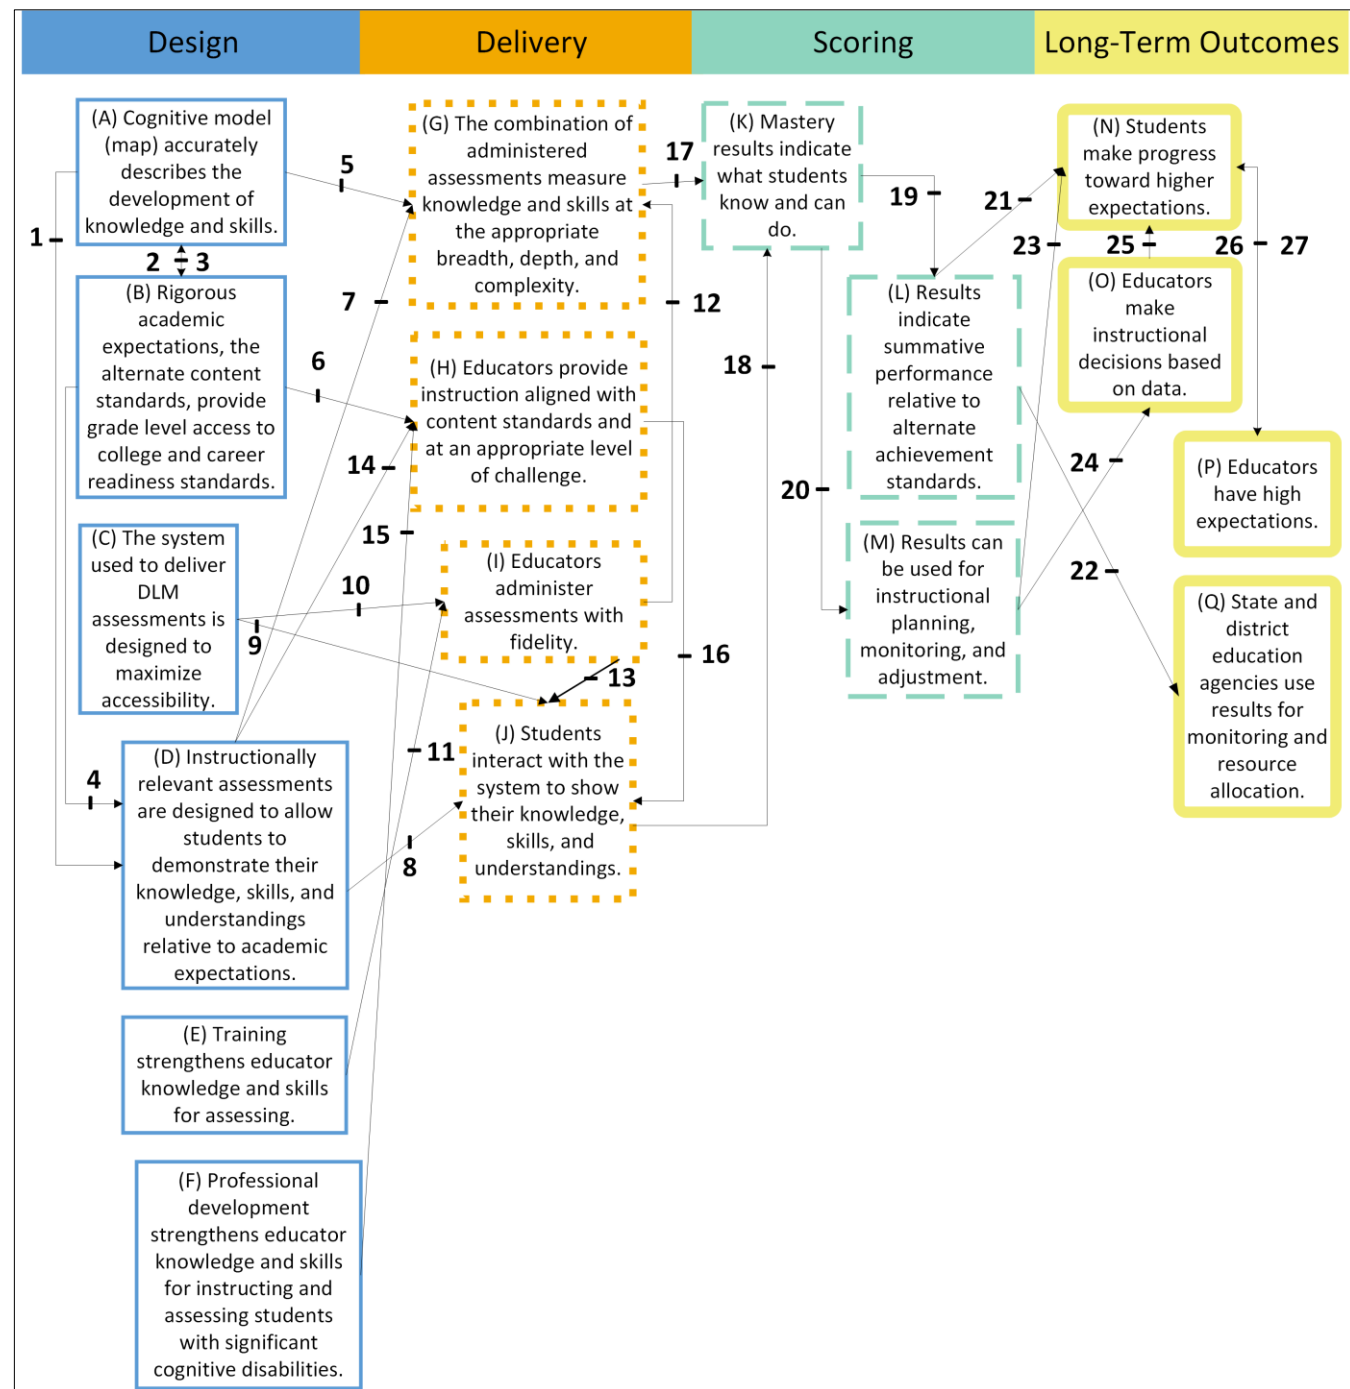 Design
Delivery
Scoring
Long-Term Outcomes
(A) Cognitive model
(map) accurately
describes the
development of
knowledge and skills.
1
2
3
(B) Rigorous
academic
expectations, the
alternate content
standards, provide
grade level access to
college and career
readiness standards.
(C) The system
used to deliver
DLM
assessments is
designed to
maximize
accessibility.
4
(D) Instructionally
relevant assessments
are designed to allow
students to
demonstrate their
knowledge, skills, and
understandings
relative to academic
expectations.
(E) Training
strengthens educator
knowledge and skills
for assessing.
(F) Professional
development
strengthens educator
knowledge and skills
for instructing and
assessing students
with significant
cognitive disabilities.
5
7
6
14
15
10
9
11
8
(G) The combination of
administered
assessments measure
knowledge and skills at
the appropriate
breadth, depth, and
complexity.
(H) Educators provide
instruction aligned with
content standards and
at an appropriate level
of challenge.
(I) Educators
administer
assessments with
fidelity.
13
(J) Students
interact with the
system to show
their knowledge,
skills, and
understandings.
17
12
18
16
(K) Mastery
results indicate
what students
know and can
do.
19
20
(L) Results
indicate
summative
performance
relative to
alternate
achievement
standards.
(M) Results can
be used for
instructional
planning,
monitoring, and
adjustment.
21
23
24
22
(N) Students
make progress
toward higher
expectations.
25
26
27
(O) Educators
make
instructional
decisions based
on data.
(P) Educators
have high
expectations.
(Q) State and
district
education
agencies use
results for
monitoring and
resource
allocation.